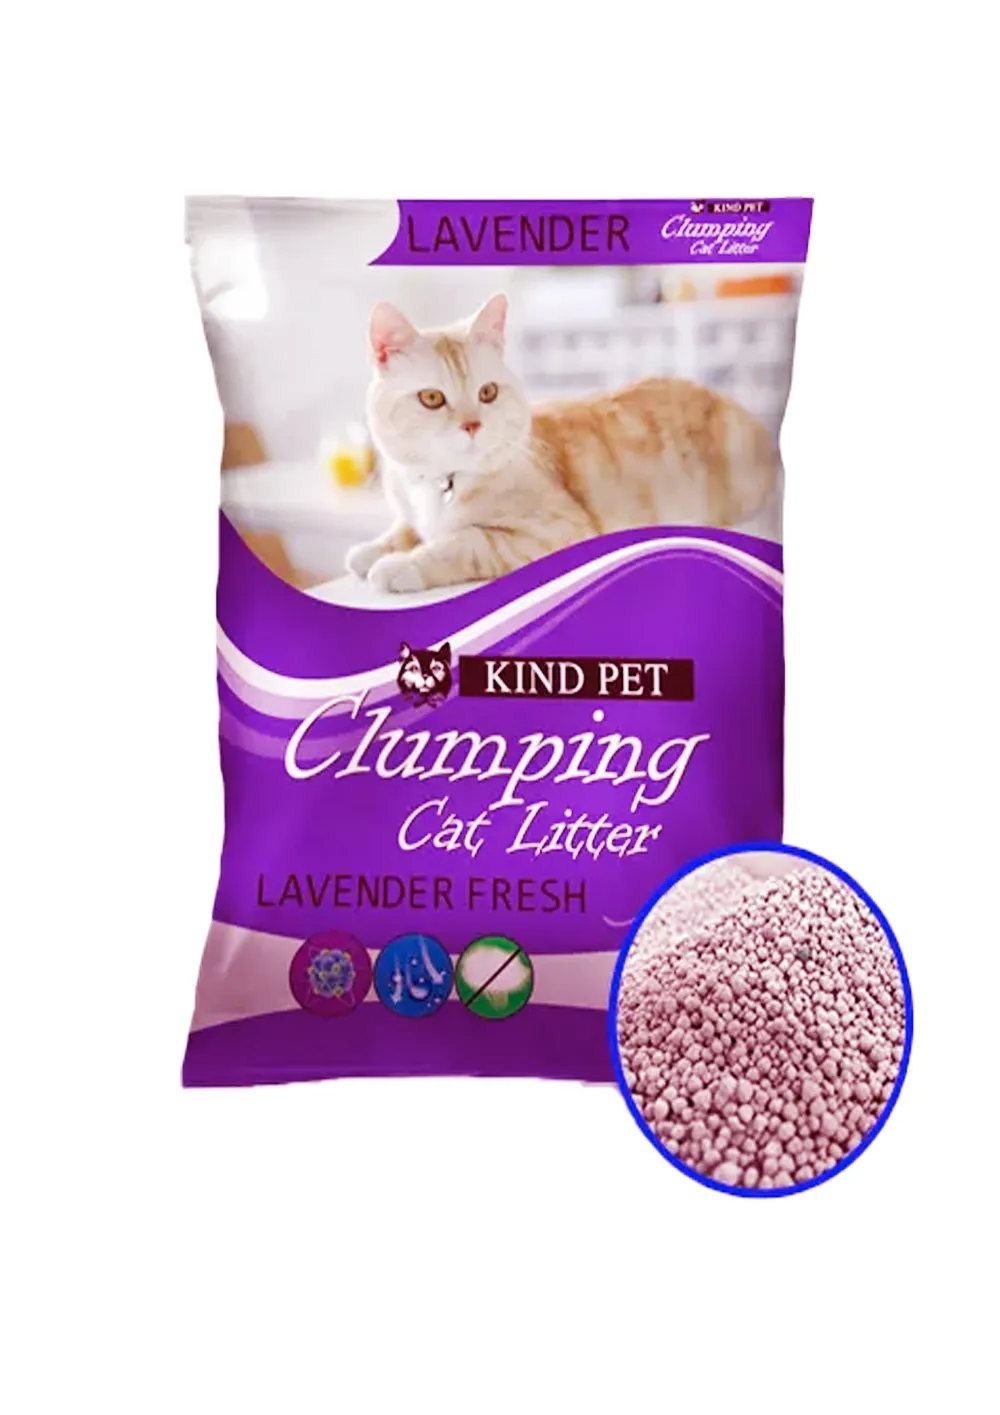 LAVENDER
KIND PET
Clumping
Cat Litter
KIND PET
Clumping
Cat Litter
LAVENDER FRESH